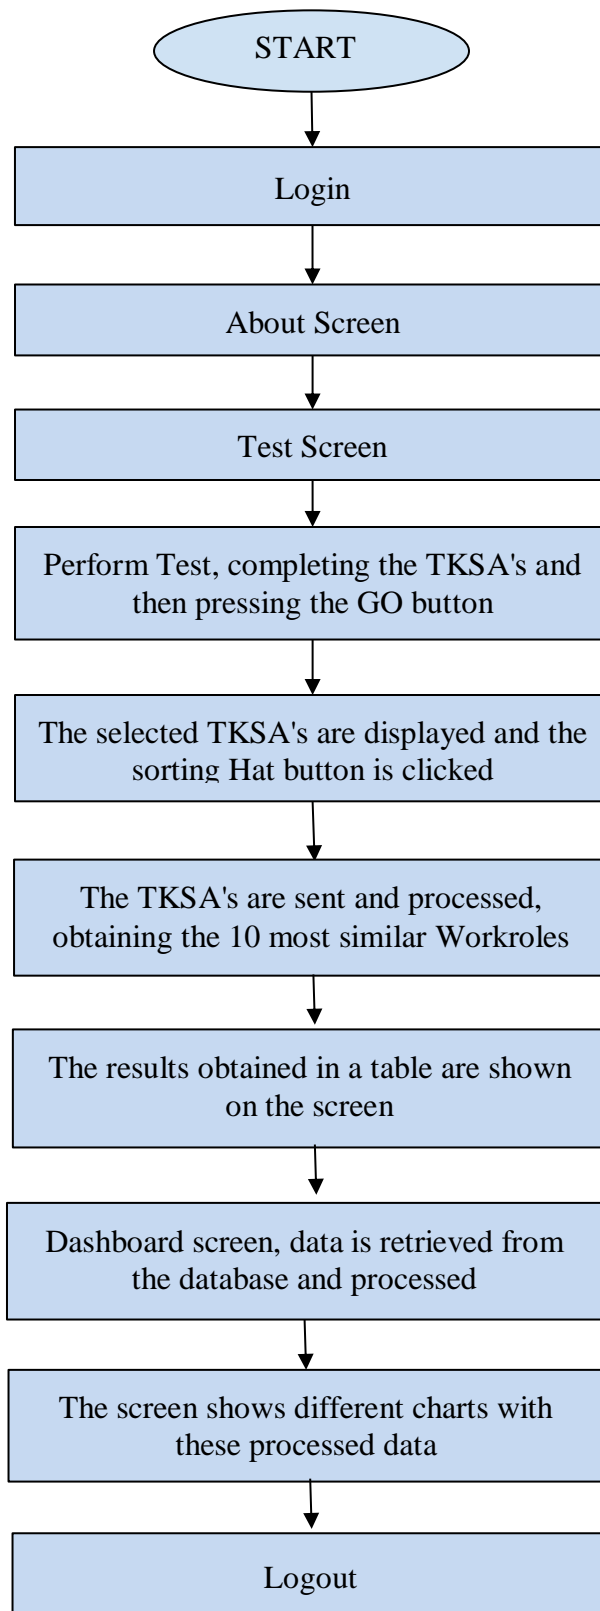 START
Login
About Screen
Test Screen
Perform Test, completing the TKSA's and
then pressing the GO button
The selected TKSA's are displayed and the
sorting Hat button is clicked
The TKSA's are sent and processed,
obtaining the 10 most similar Workroles
The results obtained in a table are shown
on the screen
Dashboard screen, data is retrieved from
the database and processed
The screen shows different charts with
these processed data
Logout